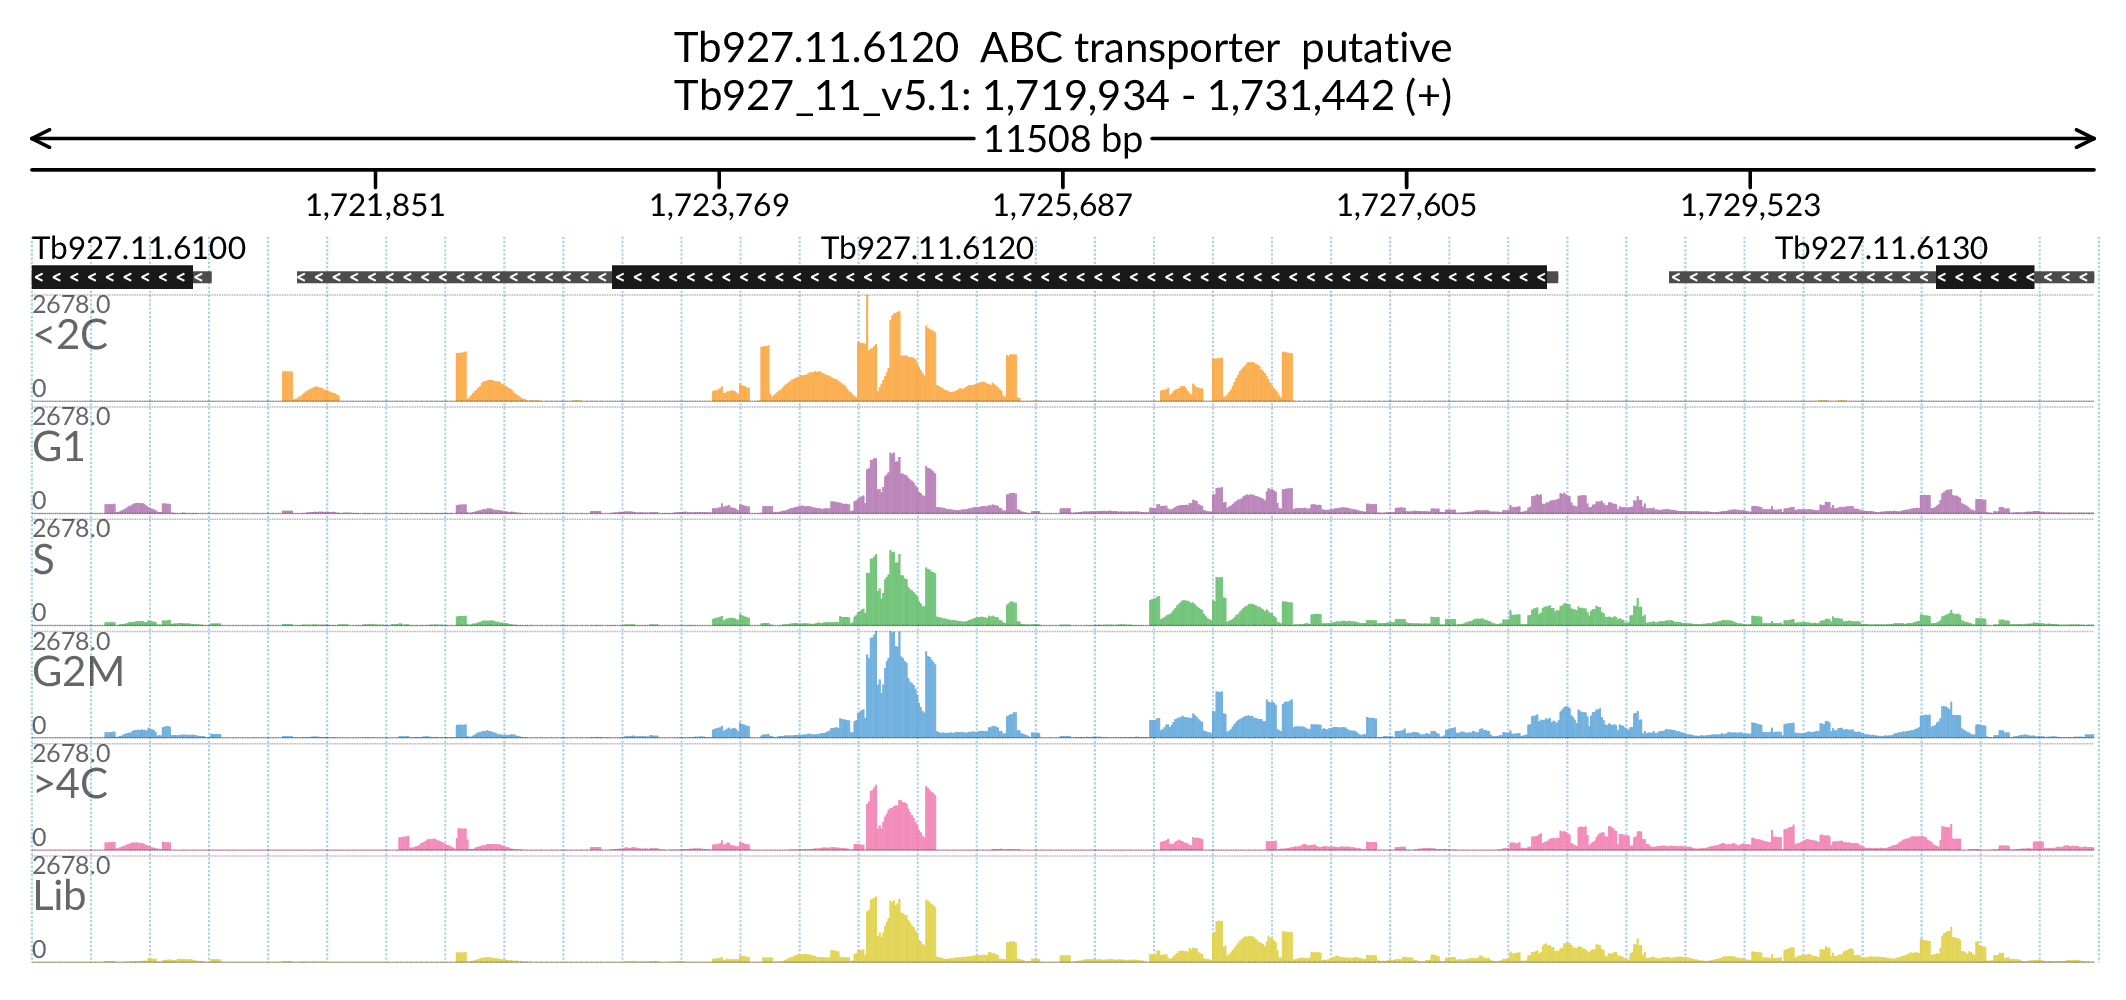 Tb927.11.6120 ABC transporter putative
Tb927_11_v5.1: 1,719,934 - 1,731,442 (+)
11508 bp
1,721,851 1,723,769 1,725,687 1,727,605 1,729,523
Tb927.11.6100 Tb927.11.6120 Tb927.11.6130
2678.0
<2C
0
2678.0
G1
0
2678.0
S
0
2678.0
G2M
0
2678.0
>4C
0
2678.0
Lib
0